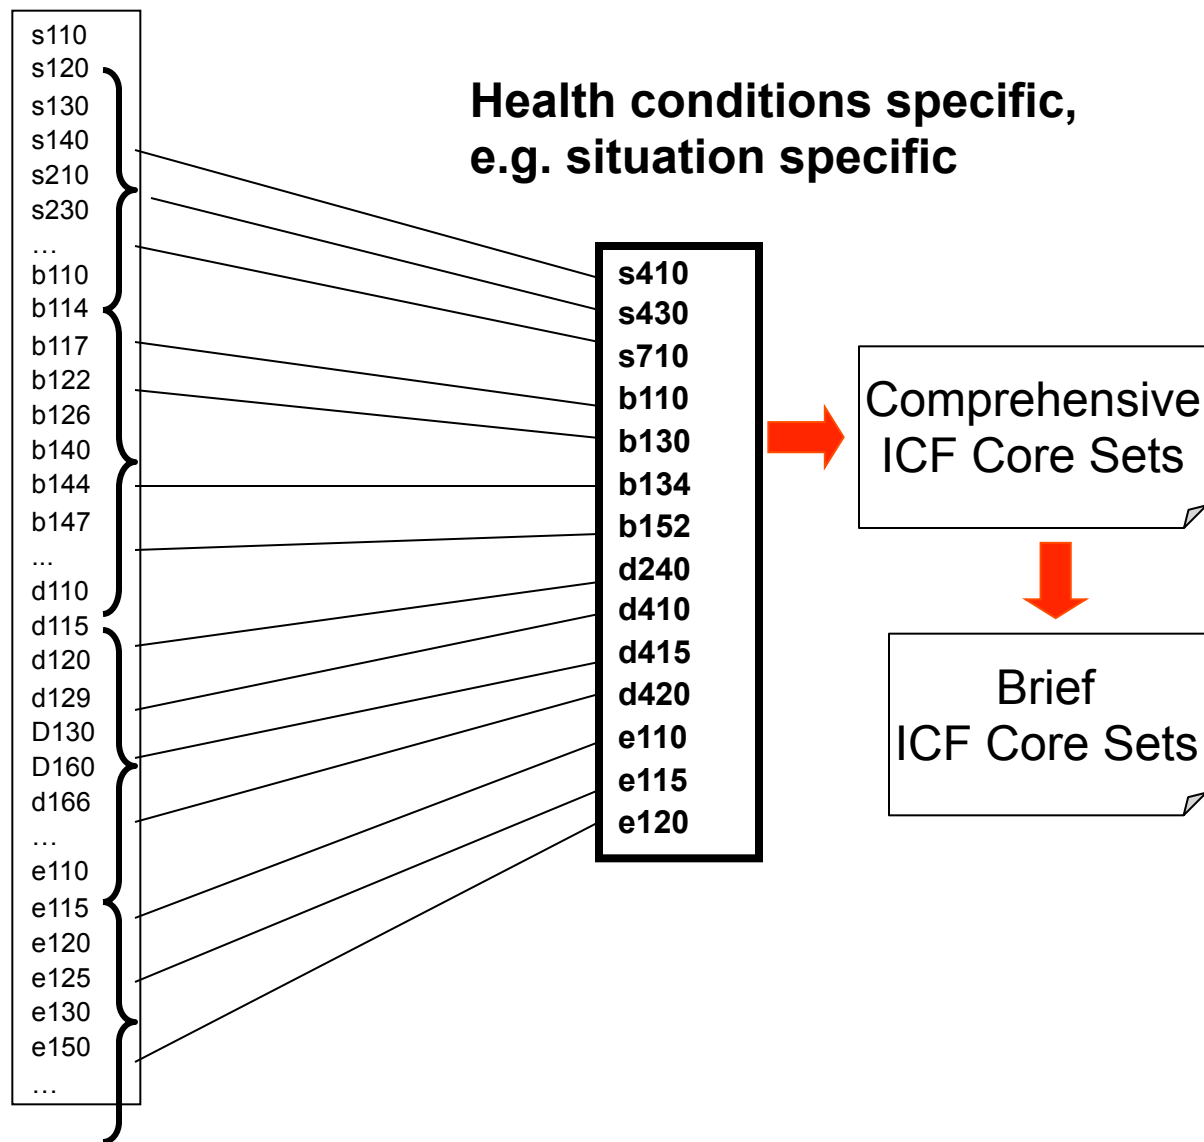 s110
s120
s130
s140
s210
s230
…
b110
b114
b117
b122
b126
b140
b144
b147
...
d110
d115
d120
d129
D130
D160
d166
…
e110
e115
e120
e125
e130
e150
…
Health conditions specific,
e.g. situation specific
s410
s430
s710
b110
b130
b134
b152
d240
d410
d415
d420
e110
e115
e120
Comprehensive
ICF Core Sets
Brief
ICF Core Sets